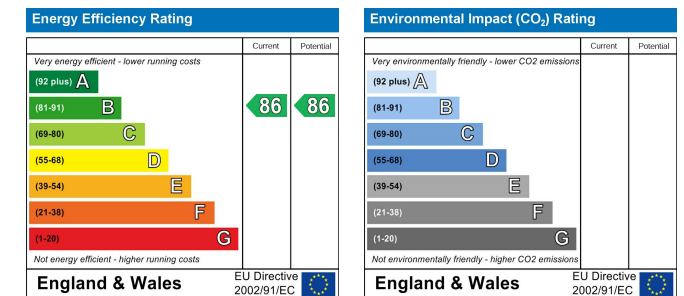 Energy Efficiency Rating
Current Potential
Very energy efficient - lower running costs
(92 plus) A
(81-91) B 86 86
(69-80) C
(55-68) D
(39-54) E
(21-38) F
(1-20) G
Not energy efficient - higher running costs
England & Wales
EU Directive
2002/91/EC
Environmental Impact (CO2) Rating
Current Potential
Very environmentally friendly - lower CO2 emissions
(92 plus) A
(81-91) B
(69-80) C
(55-68) D
(39-54) E
(21-38) F
(1-20) G
Not environmentally friendly - higher CO2 emissions
England & Wales
EU Directive
2002/91/EC